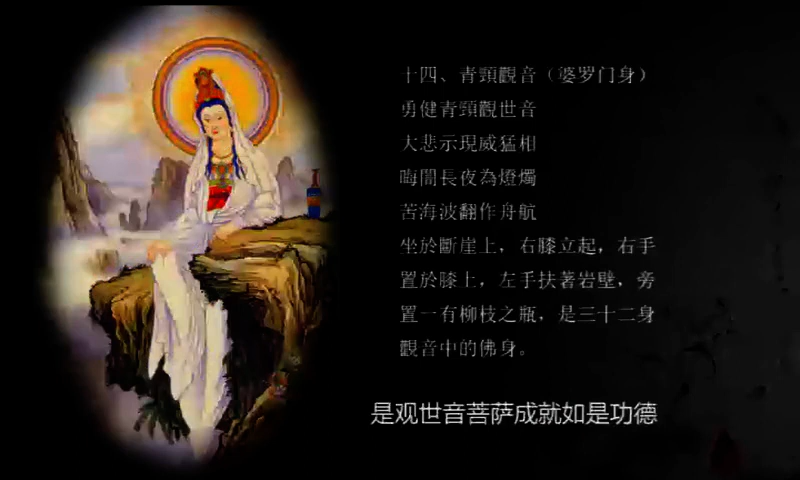 十四、青頸觀音（婆罗门身）
勇健青頸觀世音
大悲示現威猛相
晦闇長夜為燈燭
苦海波翻作舟航
坐於斷崖上，右膝立起，右手
置於膝上，左手扶著岩壁，旁
置一有柳枝之瓶，是三十二身
觀音中的佛身。
是观世音菩萨成就如是功德